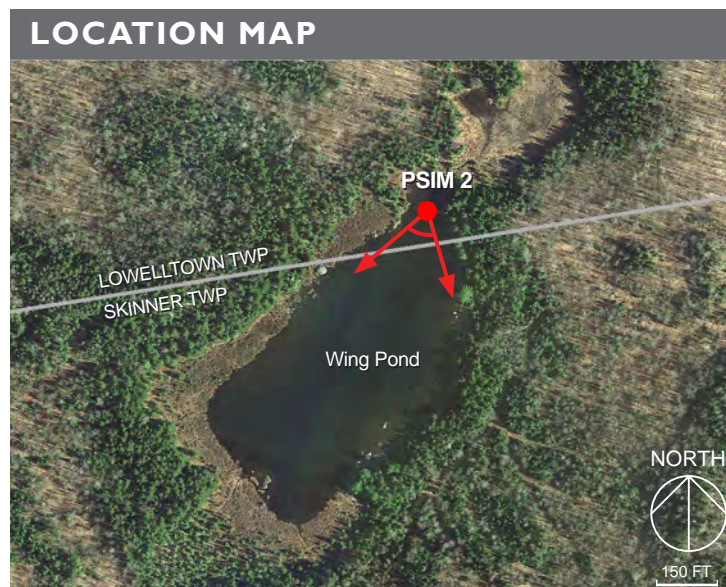 LOCATION MAP
PSIM 2
LOWELLTOWN TWP
SKINNER TWP
Wing Pond
NORTH
150 FT